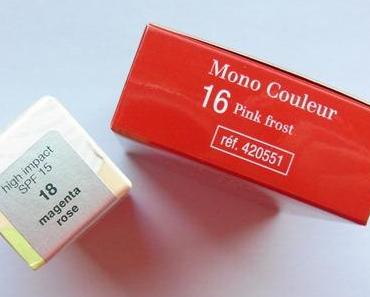 Mono Couleur
16 Pink frost
réf. 420551
high impact
SPF 15
18
magenta
rose